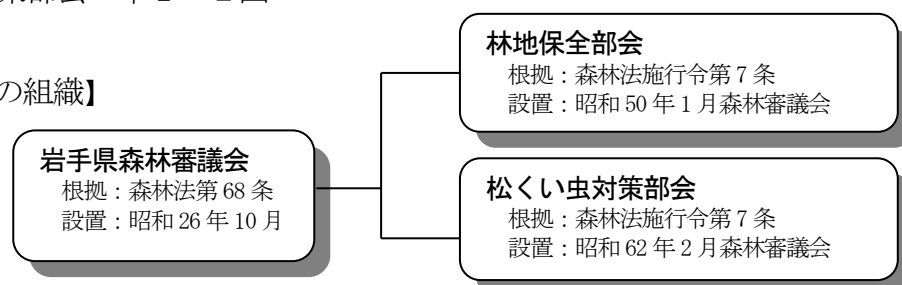 の組織】
岩手県森林審議会
根拠：森林法第68条
設置：昭和26年10月
林地保全部会
根拠：森林法施行令第7条
設置：昭和50年1月森林審議会
松くい虫対策部会
根拠：森林法施行令第7条
設置：昭和62年2月森林審議会